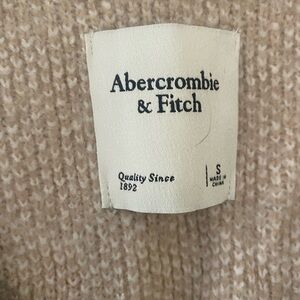 Abercrombie
& Fitch
Quality Since
1892
S
MADE IN
CHINA